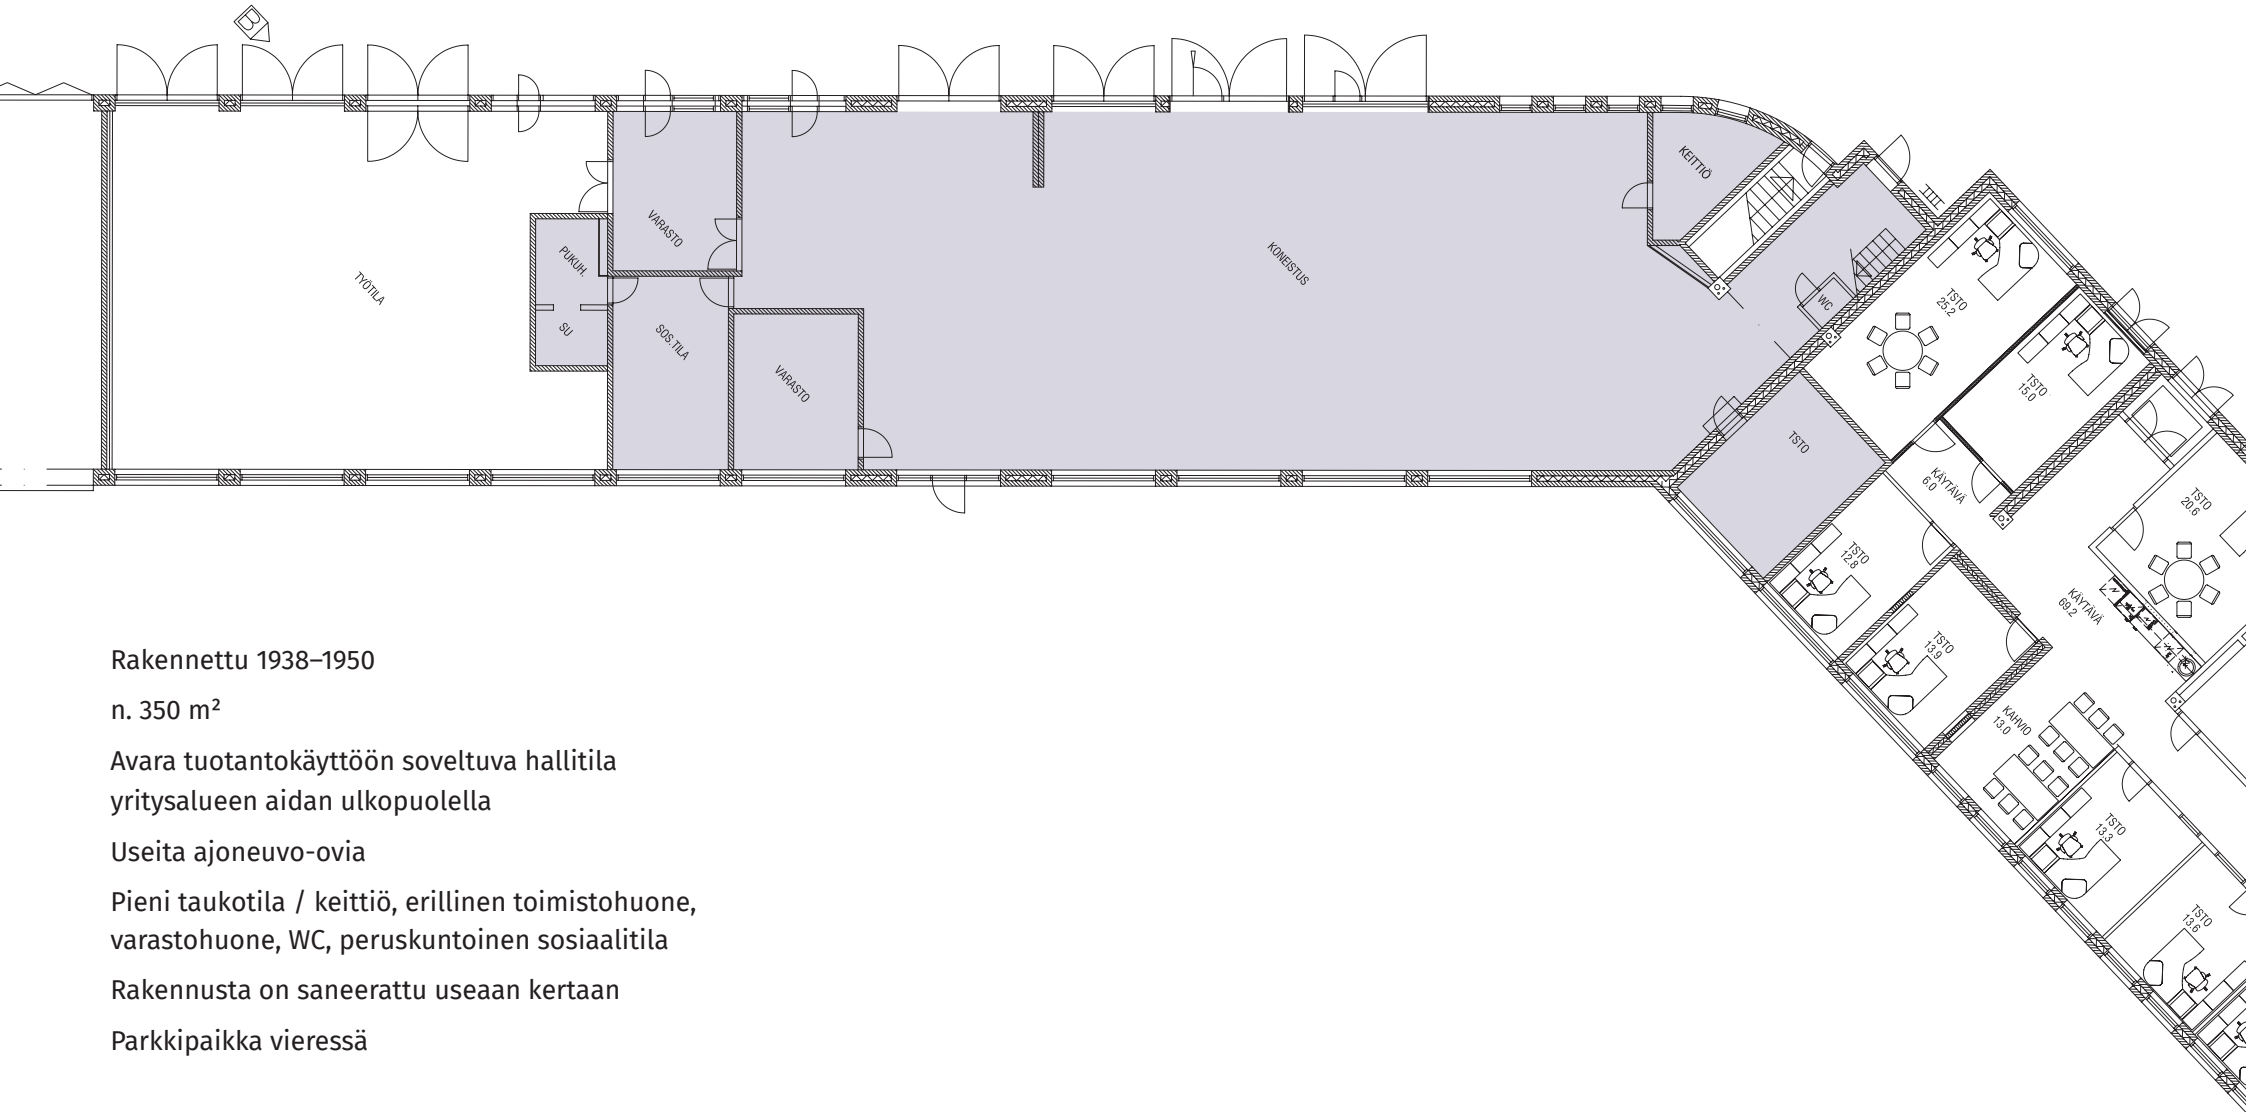 B
TYÖTILA
PUKUH.
SU
VARASTO
SOS.TILA
VARASTO
KONEISTUS
KEITTIÖ
WC
TSTO
25.2
TSTO
15.0
TSTO
KÄYTÄVÄ
6.0
TSTO
20.6
TSTO
12.8
TSTO
13.9
KÄYTÄVÄ
69.2
KAHVIO
13.0
TSTO
13.3
TSTO
13.6
Rakennettu 1938–1950
n. 350 m²
Avara tuotantokäyttöön soveltuva hallitila
yritysalueen aidan ulkopuolella
Useita ajoneuvo-ovia
Pieni taukotila / keittiö, erillinen toimistohuone,
varastohuone, WC, peruskuntoinen sosiaalitila
Rakennusta on saneerattu useaan kertaan
Parkkipaikka vieressä